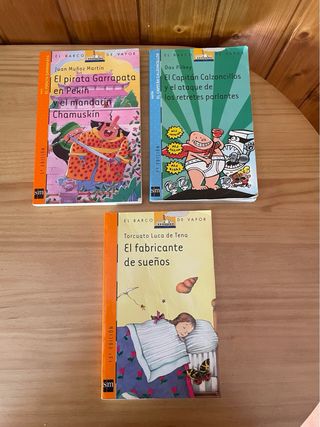 EL BARCO DE VAPOR
Juan Muñoz Martín
El pirata Garrapata
en Pekín
y el mandarín
Chamuskín
sm
EL BARCO DE VAPOR
Dav Pilkey
El Capitán Calzoncillos
y el ataque de
los retretes parlantes
sm
EL BARCO DE VAPOR
Torcuato Luca de Tena
El fabricante
de sueños
13ª EDICIÓN
sm